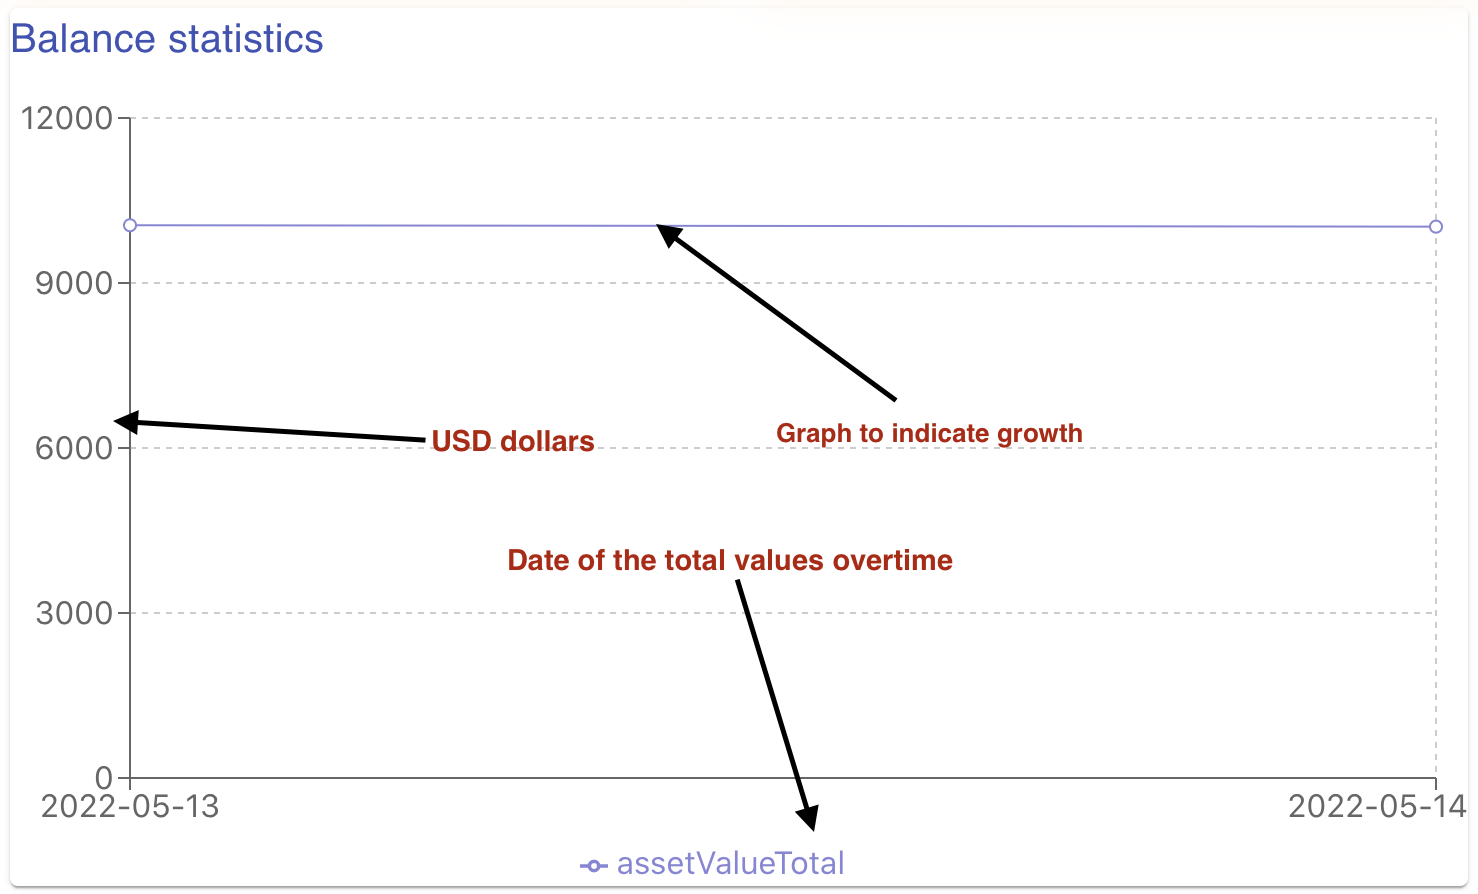 Balance statistics
12000
9000
6000
3000
0
USD dollars
Graph to indicate growth
Date of the total values overtime
2022-05-13
2022-05-14
assetValueTotal